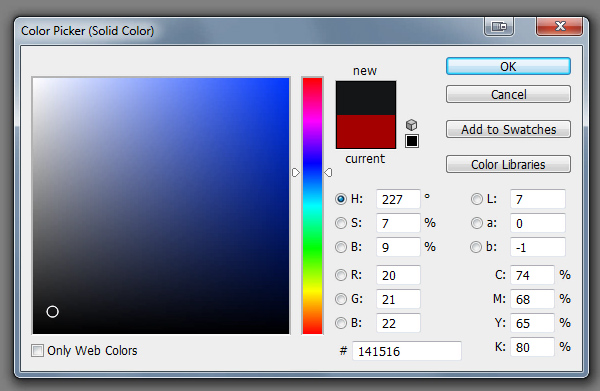 Color Picker (Solid Color)
new
current
OK
Cancel
Add to Swatches
Color Libraries
H: 227 °
S: 7 %
B: 9 %
R: 20
G: 21
B: 22
L: 7
a: 0
b: -1
C: 74 %
M: 68 %
Y: 65 %
K: 80 %
# 141516
Only Web Colors